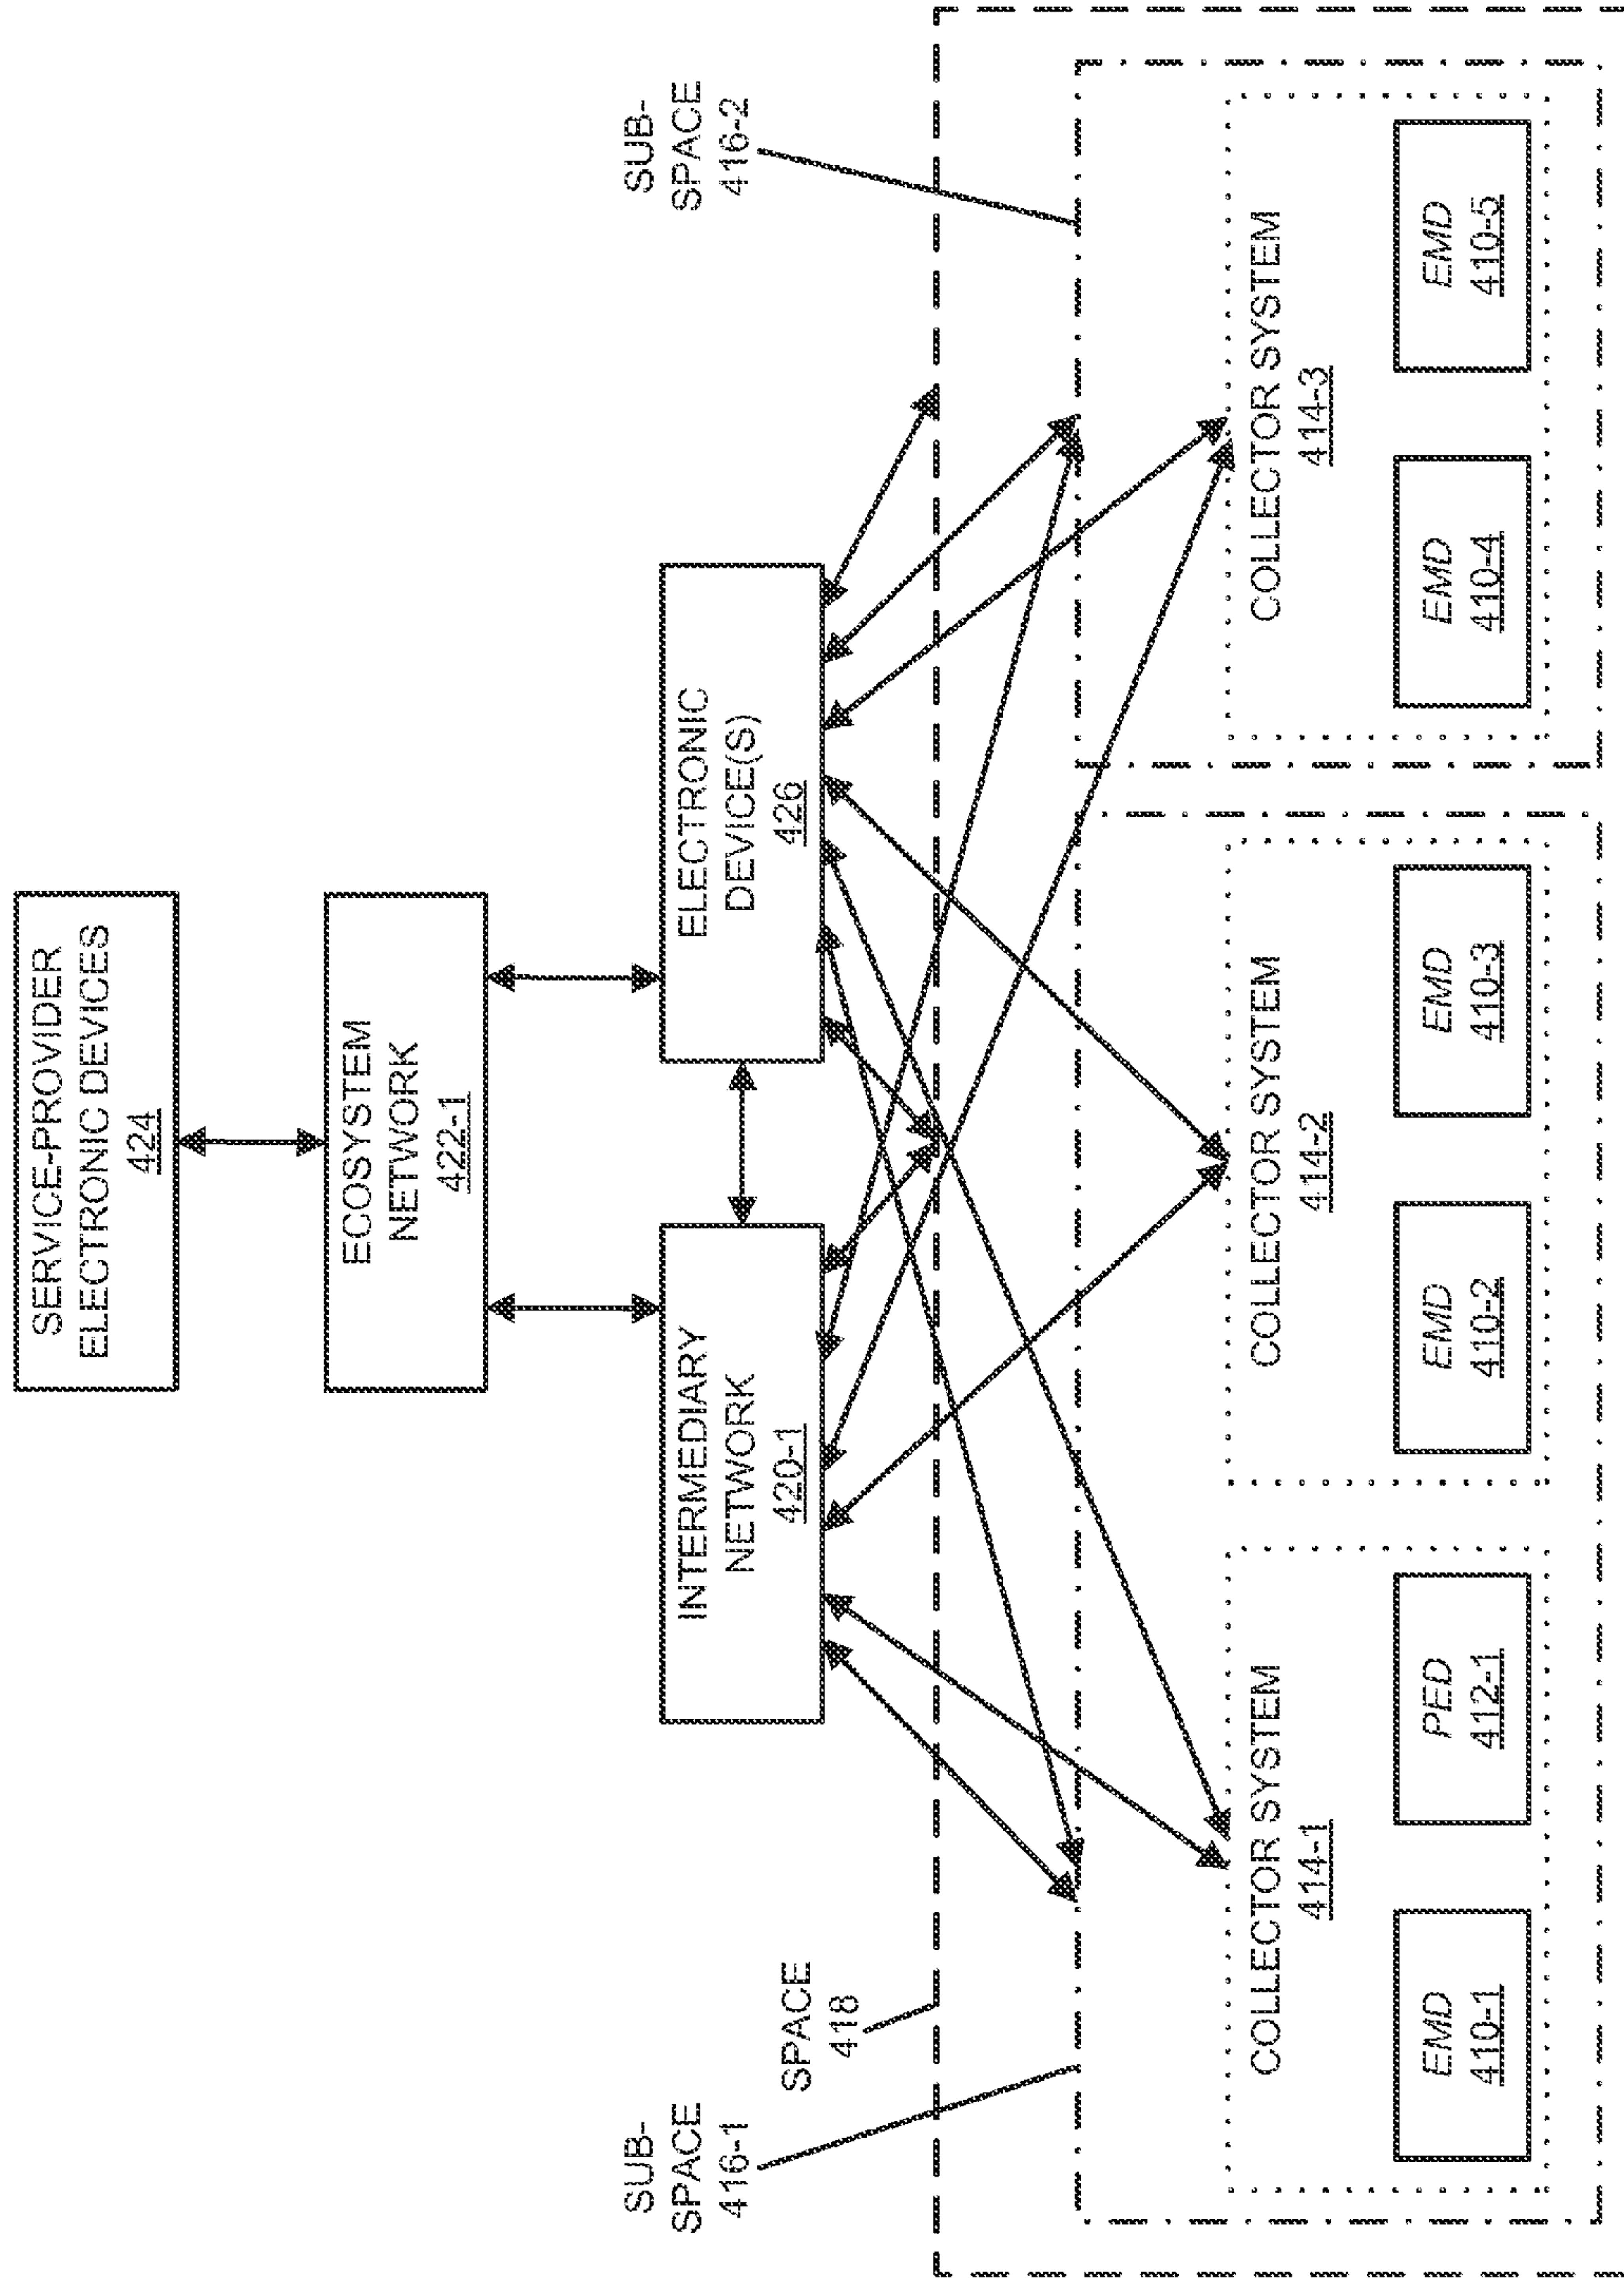 SERVICE-PROVIDER
ELECTRONIC DEVICES
424
ECOSYSTEM
NETWORK
422-1
INTERMEDIARY
NETWORK
420-1
ELECTRONIC
DEVICE(S)
426
SUB-
SPACE
416-1
SPACE
418
SUB-
SPACE
416-2
COLLECTOR SYSTEM
414-1
EMD
410-1
PED
412-1
COLLECTOR SYSTEM
414-2
EMD
410-2
EMD
410-3
COLLECTOR SYSTEM
414-3
EMD
410-4
EMD
410-5